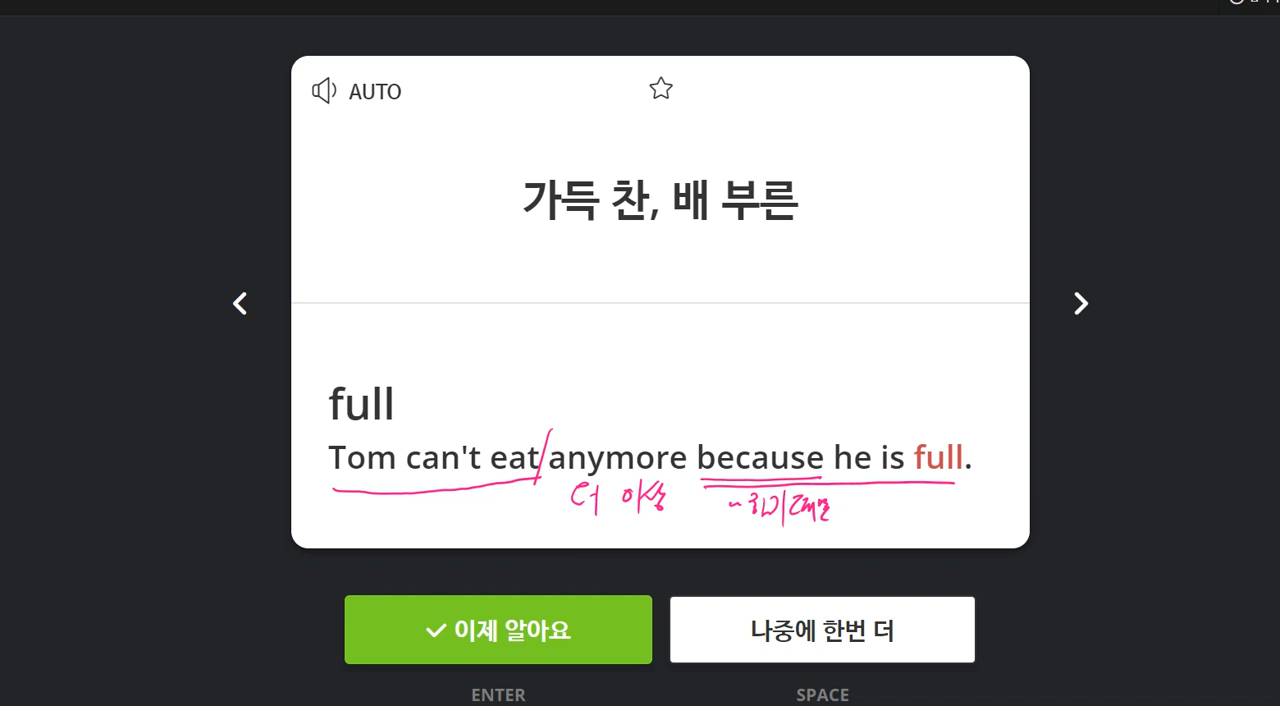 AUTO
가득 찬, 배 부른
full
Tom can't eat/anymore because he is full.
더 이상
~하기 때문
이제 알아요
나중에 한번 더
ENTER
SPACE